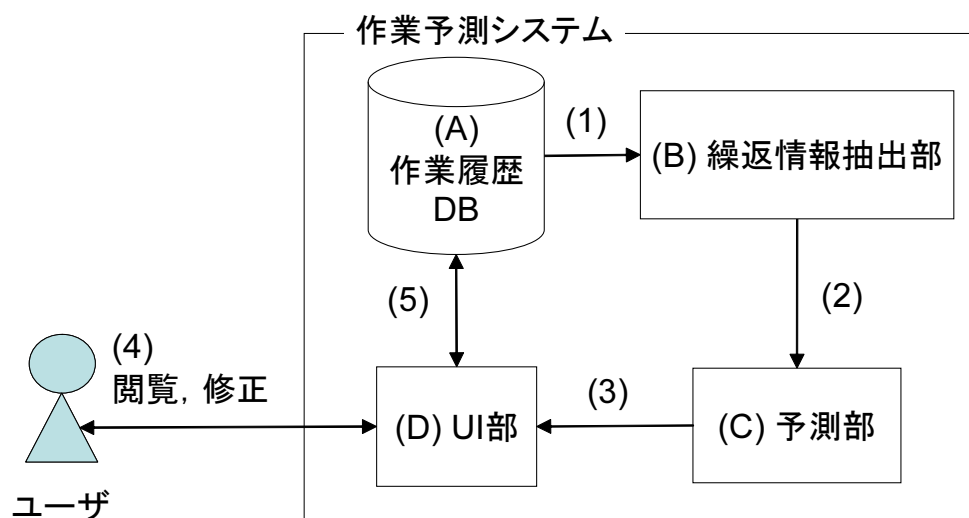 作業予測システム
(A)
作業履歴
DB
(1)
(B) 繰返情報抽出部
(5)
(2)
(4)
閲覧, 修正
(D) UI部
(3)
(C) 予測部
ユーザ